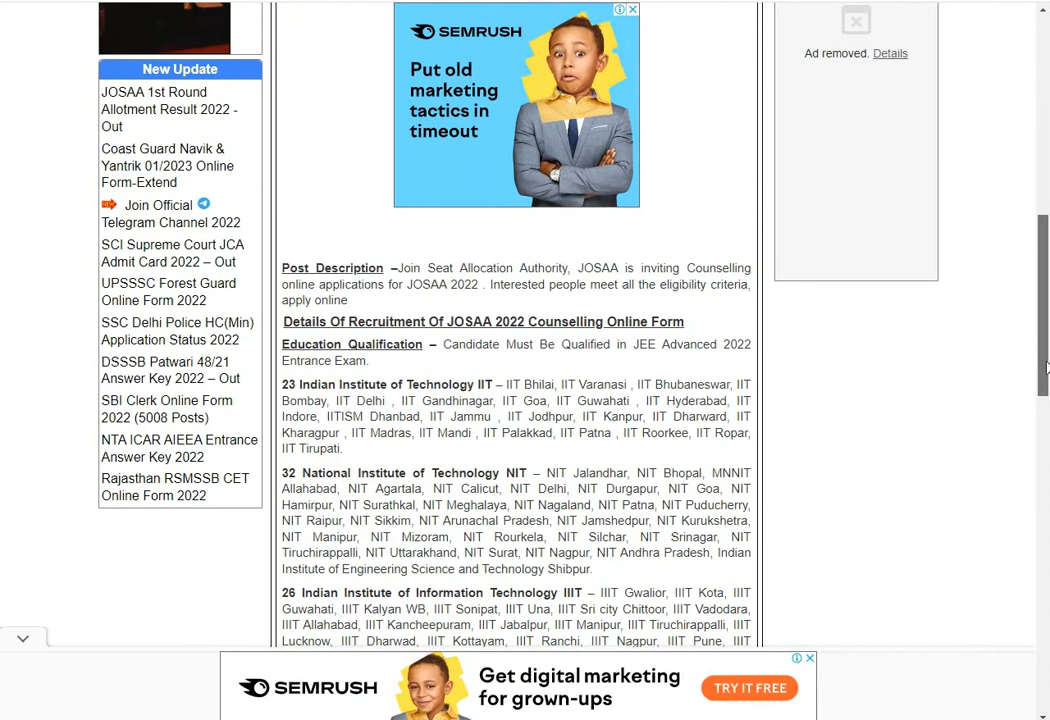 SEMRUSH
Put old
marketing
tactics in
timeout
Ad removed. Details
New Update
JOSAA 1st Round
Allotment Result 2022 -
Out
Coast Guard Navik &
Yantrik 01/2023 Online
Form-Extend
Join Official
Telegram Channel 2022
SCI Supreme Court JCA
Admit Card 2022 – Out
UPSSSC Forest Guard
Online Form 2022
SSC Delhi Police HC(Min)
Application Status 2022
DSSSB Patwari 48/21
Answer Key 2022 – Out
SBI Clerk Online Form
2022 (5008 Posts)
NTA ICAR AIEEA Entrance
Answer Key 2022
Rajasthan RSMSSB CET
Online Form 2022
Post Description –Join Seat Allocation Authority, JOSAA is inviting Counselling
online applications for JOSAA 2022 . Interested people meet all the eligibility criteria,
apply online
Details Of Recruitment Of JOSAA 2022 Counselling Online Form
Education Qualification – Candidate Must Be Qualified in JEE Advanced 2022
Entrance Exam.
23 Indian Institute of Technology IIT – IIT Bhilai, IIT Varanasi , IIT Bhubaneswar, IIT
Bombay, IIT Delhi , IIT Gandhinagar, IIT Goa, IIT Guwahati , IIT Hyderabad, IIT
Indore, IITISM Dhanbad, IIT Jammu , IIT Jodhpur, IIT Kanpur, IIT Dharward, IIT
Kharagpur , IIT Madras, IIT Mandi , IIT Palakkad, IIT Patna , IIT Roorkee, IIT Ropar,
IIT Tirupati.
32 National Institute of Technology NIT – NIT Jalandhar, NIT Bhopal, MNNIT
Allahabad, NIT Agartala, NIT Calicut, NIT Delhi, NIT Durgapur, NIT Goa, NIT
Hamirpur, NIT Surathkal, NIT Meghalaya, NIT Nagaland, NIT Patna, NIT Puducherry,
NIT Raipur, NIT Sikkim, NIT Arunachal Pradesh, NIT Jamshedpur, NIT Kurukshetra,
NIT Manipur, NIT Mizoram, NIT Rourkela, NIT Silchar, NIT Srinagar, NIT
Tiruchirappalli, NIT Uttarakhand, NIT Surat, NIT Nagpur, NIT Andhra Pradesh, Indian
Institute of Engineering Science and Technology Shibpur.
26 Indian Institute of Information Technology IIIT – IIIT Gwalior, IIIT Kota, IIIT
Guwahati, IIIT Kalyan WB, IIIT Sonipat, IIIT Una, IIIT Sri city Chittoor, IIIT Vadodara,
IIIT Allahabad, IIIT Kancheepuram, IIIT Jabalpur, IIIT Manipur, IIIT Tiruchirappalli, IIIT
Lucknow, IIIT Dharwad, IIIT Kottayam, IIIT Ranchi, IIIT Nagpur, IIIT Pune, IIIT
SEMRUSH
Get digital marketing
for grown-ups
TRY IT FREE